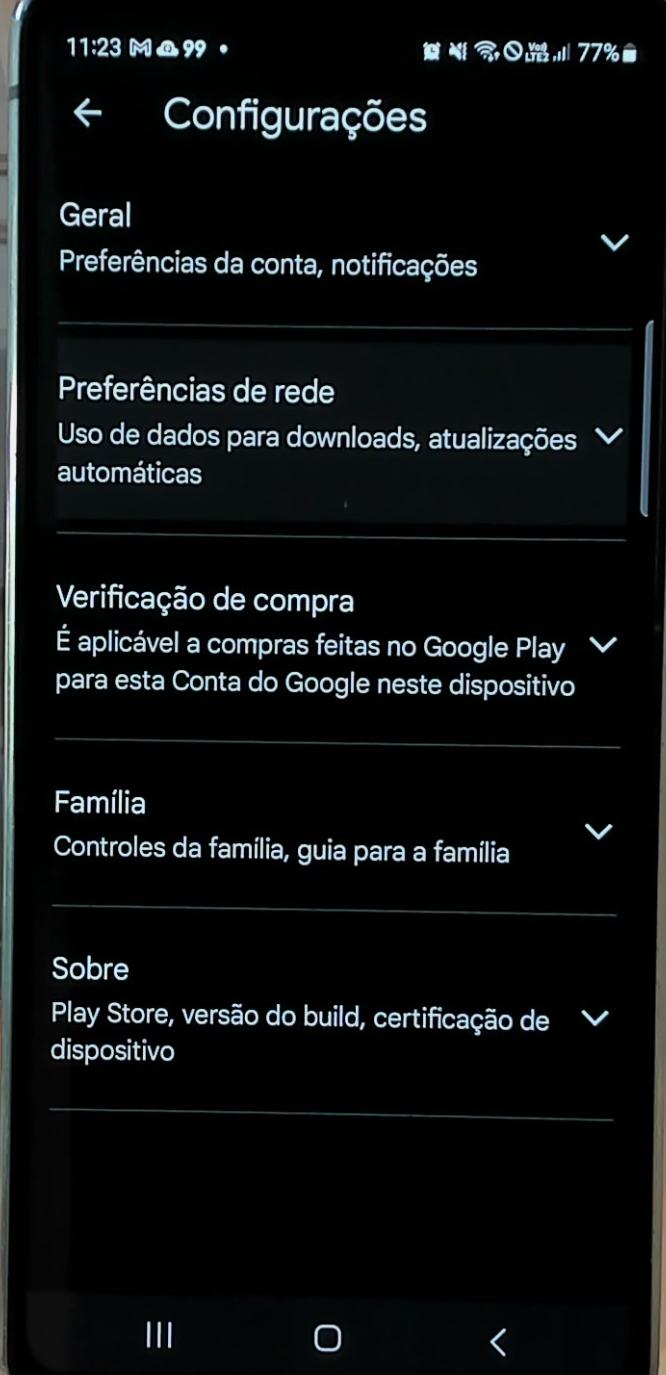 11:23 99
VoD LTE2 77%
Configurações
Geral
Preferências da conta, notificações
Preferências de rede
Uso de dados para downloads, atualizações
automáticas
Verificação de compra
É aplicável a compras feitas no Google Play
para esta Conta do Google neste dispositivo
Família
Controles da família, guia para a família
Sobre
Play Store, versão do build, certificação de
dispositivo